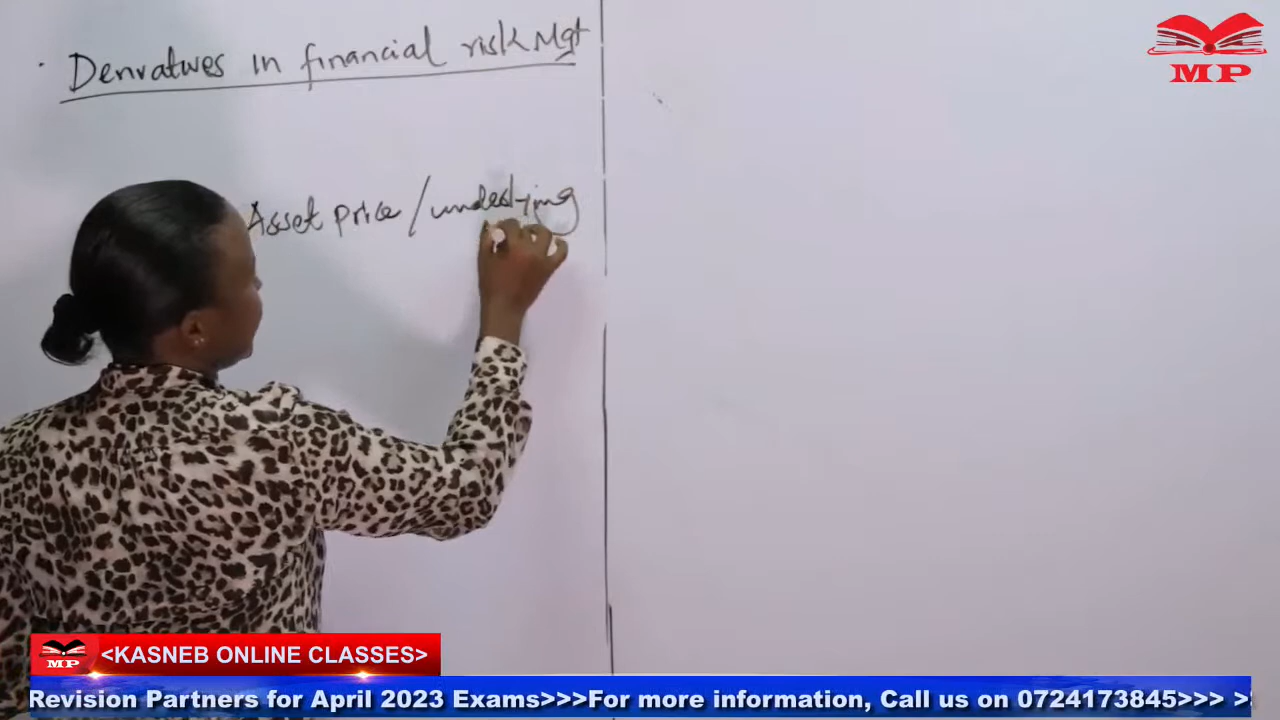 Derivatives in financial risk Mgt
Asset price / underlying
MP
MP
<KASNEB ONLINE CLASSES>
Revision Partners for April 2023 Exams>>>For more information, Call us on 0724173845>>> >